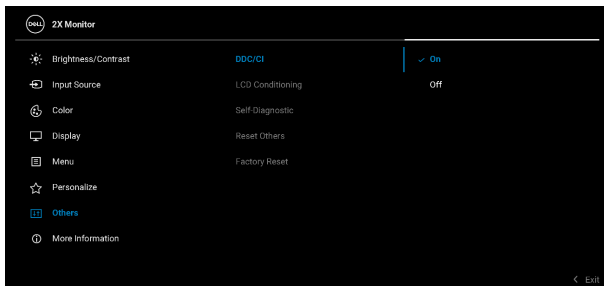 DELL 2X Monitor
Brightness/Contrast DDC/CI On
Input Source LCD Conditioning Off
Color Self-Diagnostic
Display Reset Others
Menu Factory Reset
Personalize
Others
More Information
Exit